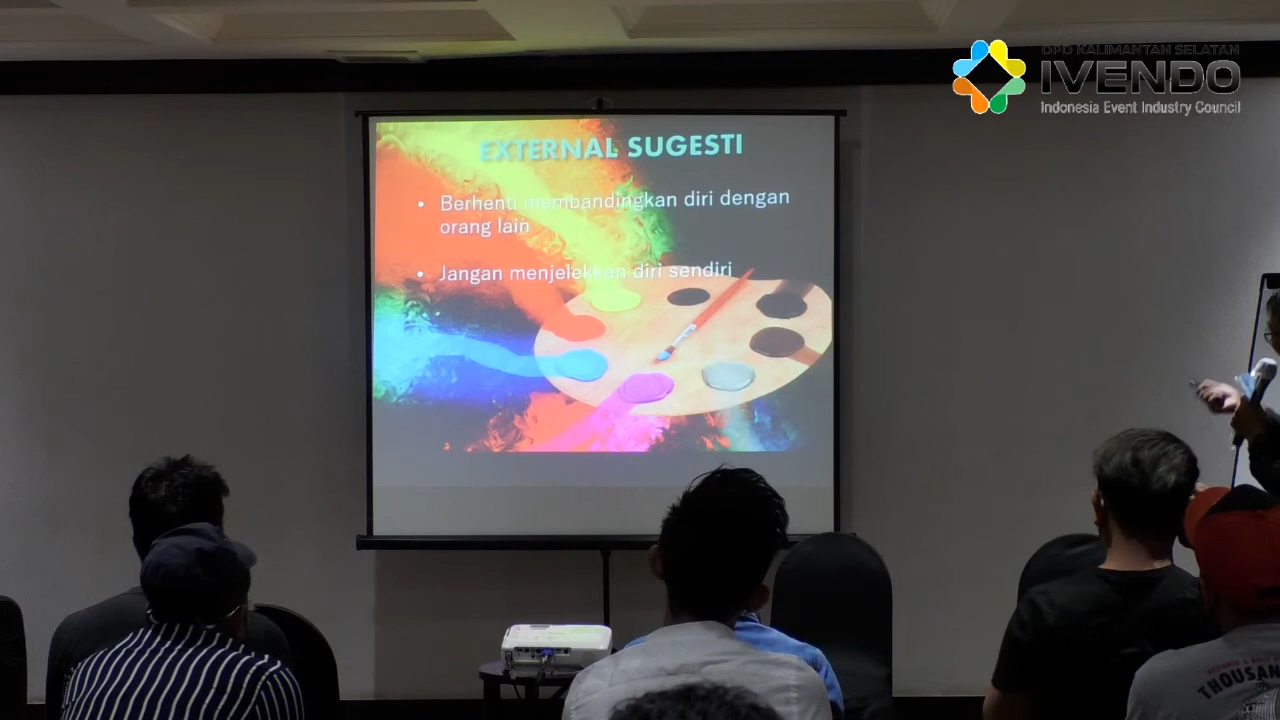 DPD KALIMANTAN SELATAN
IVENDO
Indonesia Event Industry Council
EXTERNAL SUGESTI
• Berhenti membandingkan diri dengan
orang lain
• Jangan menjelekkan diri sendiri
THOUSAN